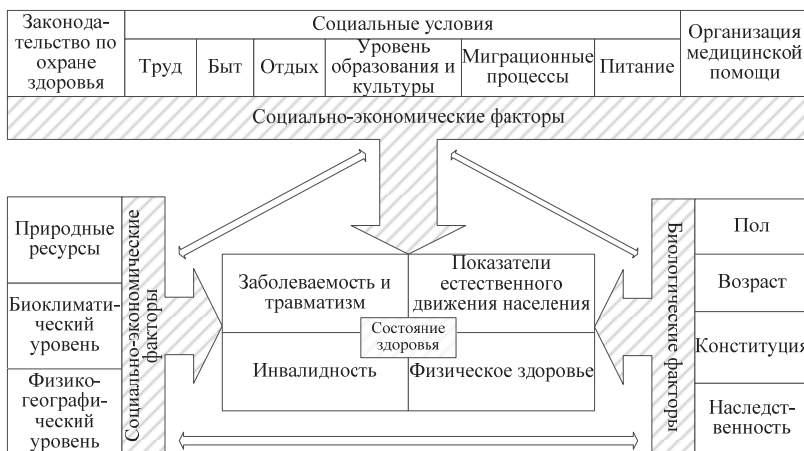 Законода-
тельство по
охране
здоровья
Социальные условия
Труд
Быт
Отдых
Уровень
образования и
культуры
Миграционные
процессы
Питание
Организация
медицинской
помощи
Социально-экономические факторы
Природные
ресурсы
Биоклимати-
ческий
уровень
Физико-
географи-
ческий
уровень
Социально-экономические
факторы
Заболеваемость и
травматизм
Показатели
естественного
движения населения
Состояние
здоровья
Инвалидность
Физическое здоровье
Биологические факторы
Пол
Возраст
Конституция
Наследст-
венность